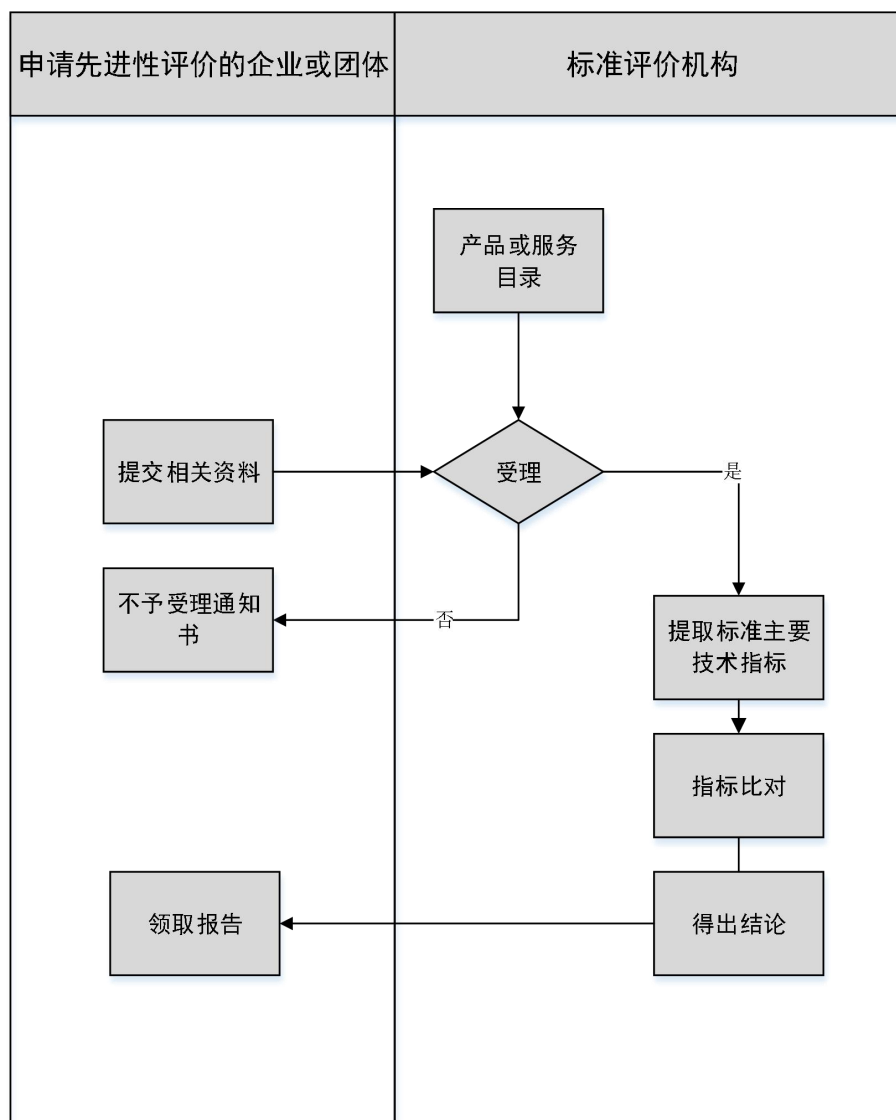 申请先进性评价的企业或团体
标准评价机构
产品或服务
目录
提交相关资料
受理
是
不予受理通知
书
否
提取标准主要
技术指标
指标比对
领取报告
得出结论